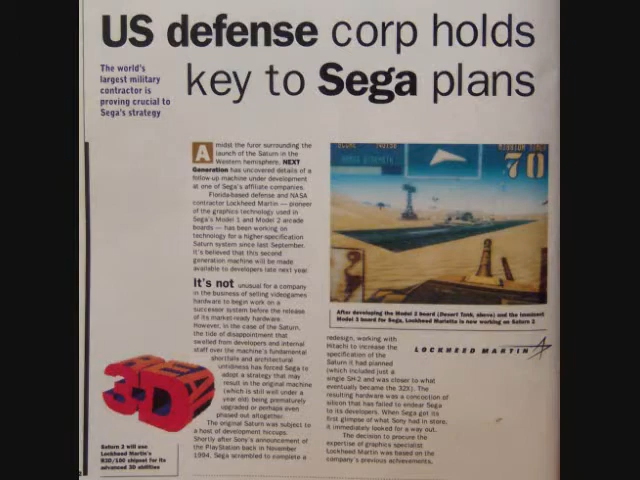 US defense corp holds
key to Sega plans
The world's
largest military
contractor is
proving crucial to
Sega's strategy
Amidst the furor surrounding the
launch of the Saturn in the
Western hemisphere, NEXT
Generation has uncovered details of a
follow-up machine under development
at one of Sega's affiliate companies.
Florida-based defense and NASA
contractor Lockheed Martin — pioneer
of the graphics technology used in
Sega's Model 1 and Model 2 arcade
boards — has been working on
technology for a higher-specification
Saturn system since last September.
It's believed that this second
generation machine will be made
available to developers late next year.
It's not unusual for a company
in the business of selling videogames
hardware to begin work on a
successor system before the release
of its market-ready hardware.
However, in the case of the Saturn,
the tide of disappointment that
swelled from developers and internal
staff over the machine's fundamental
shortfalls and architectural
untidiness has forced Sega to
adopt a strategy that may
result in the original machine
(which is still well under a
year old) being prematurely
upgraded or perhaps even
phased out altogether.
The original Saturn was subject to
a host of development hiccups.
Shortly after Sony's announcement of
the PlayStation back in November
1994, Sega scrambled to complete a
3D
Saturn 2 will use
Lockheed Martin's
R3D/100 chipset for its
advanced 3D abilities
70
After developing the Model 2 board (Desert Tank, above) and the imminent
Model 3 board for Sega, Lockheed Martin is now working on Saturn 2
redesign, working with
Hitachi to increase the
specification of the
Saturn it had planned
(which included just a
single SH-2 and was closer to what
eventually became the 32X). The
resulting hardware was a concoction of
silicon that has failed to endear Sega
to its developers. When Sega got its
first glimpse of what Sony had in store,
it immediately looked for a way out.
The decision to procure the
expertise of graphics specialist
Lockheed Martin was based on the
company's previous achievements,
LOCKHEED MARTIN